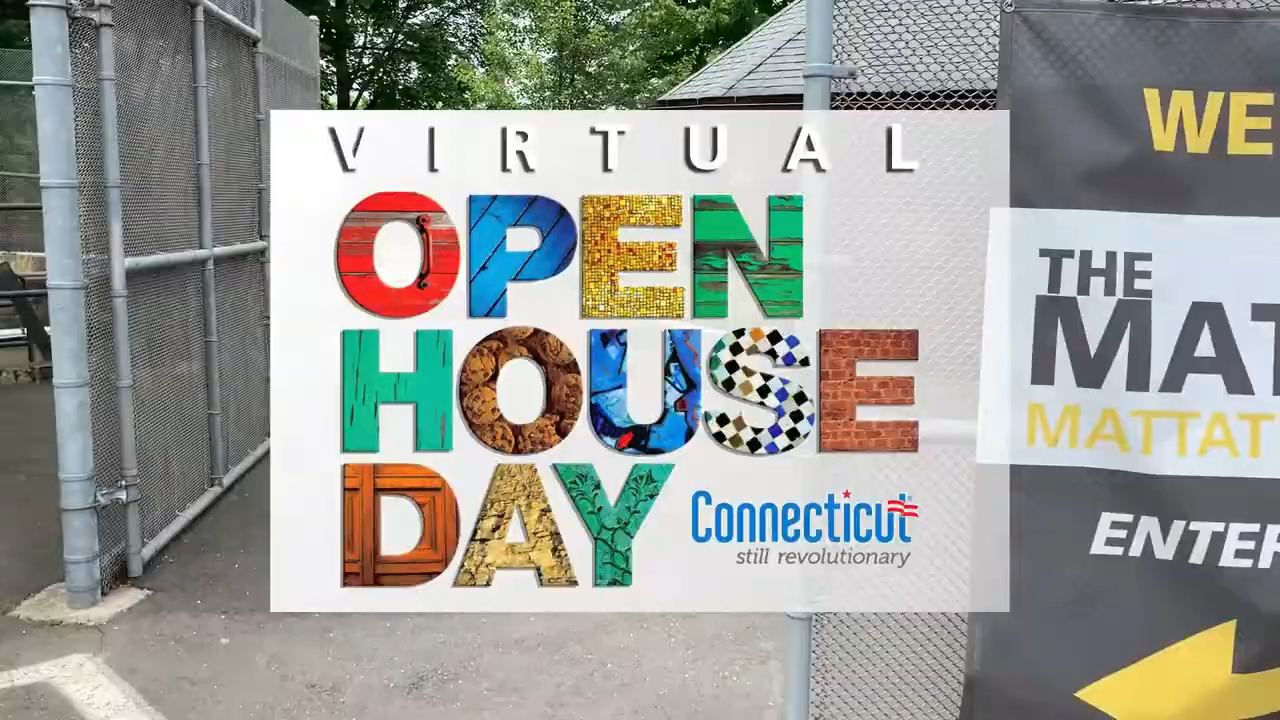 VIRTUAL
OPEN
HOUSE
DAY
Connecticut
still revolutionary
WE
THE
MAT
MATTAT
ENTER